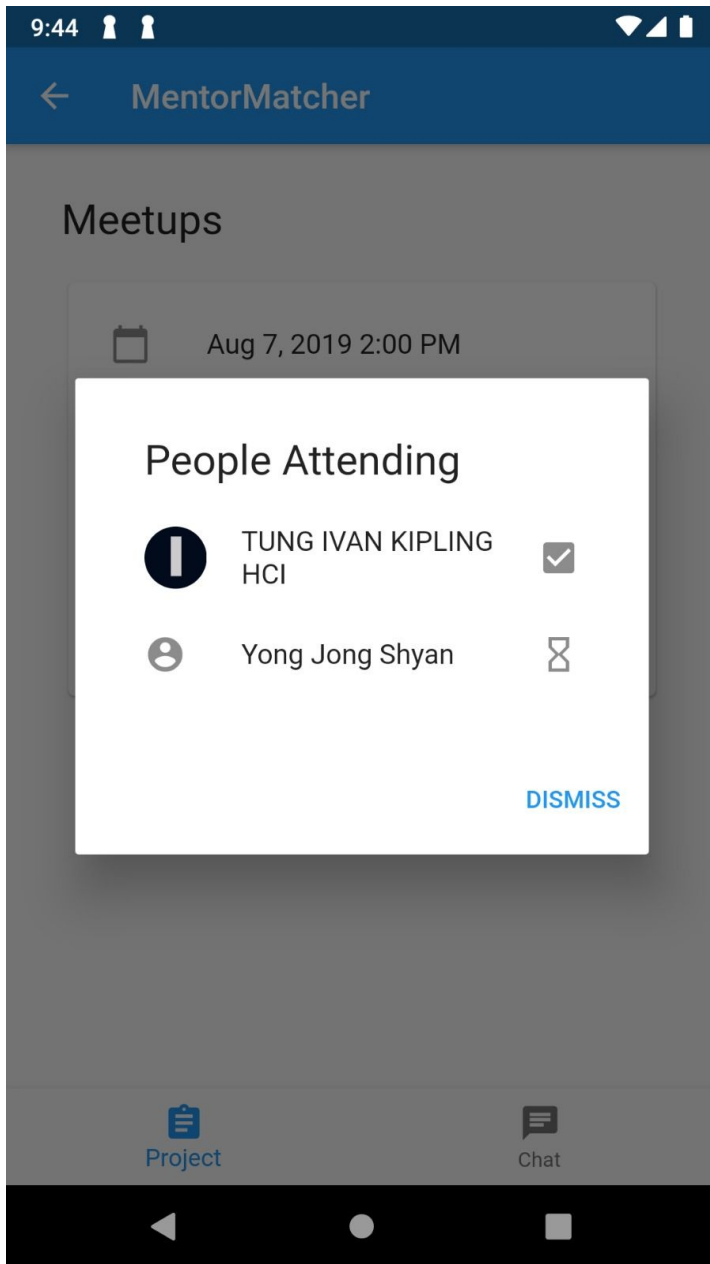 9:44
MentorMatcher
Meetups
Aug 7, 2019 2:00 PM
People Attending
TUNG IVAN KIPLING
HCI
Yong Jong Shyan
DISMISS
Project
Chat